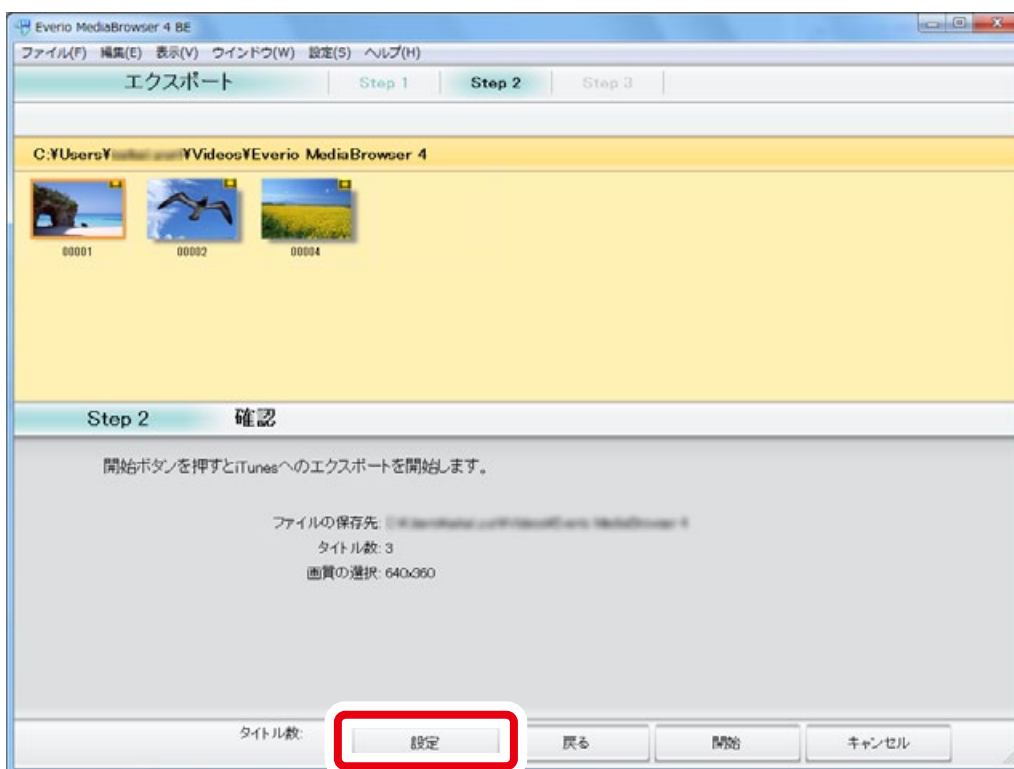 Everio MediaBrowser 4 BE
ファイル(F) 編集(E) 表示(V) ウインドウ(W) 設定(S) ヘルプ(H)
エクスポート Step 1 Step 2 Step 3
C:¥Users¥ ¥Videos¥Everio MediaBrowser 4
00001 00002 00004
Step 2 確認
開始ボタンを押すとiTunesへのエクスポートを開始します。
ファイルの保存先:
タイトル数: 3
画質の選択: 640x360
タイトル数: 設定 戻る 開始 キャンセル